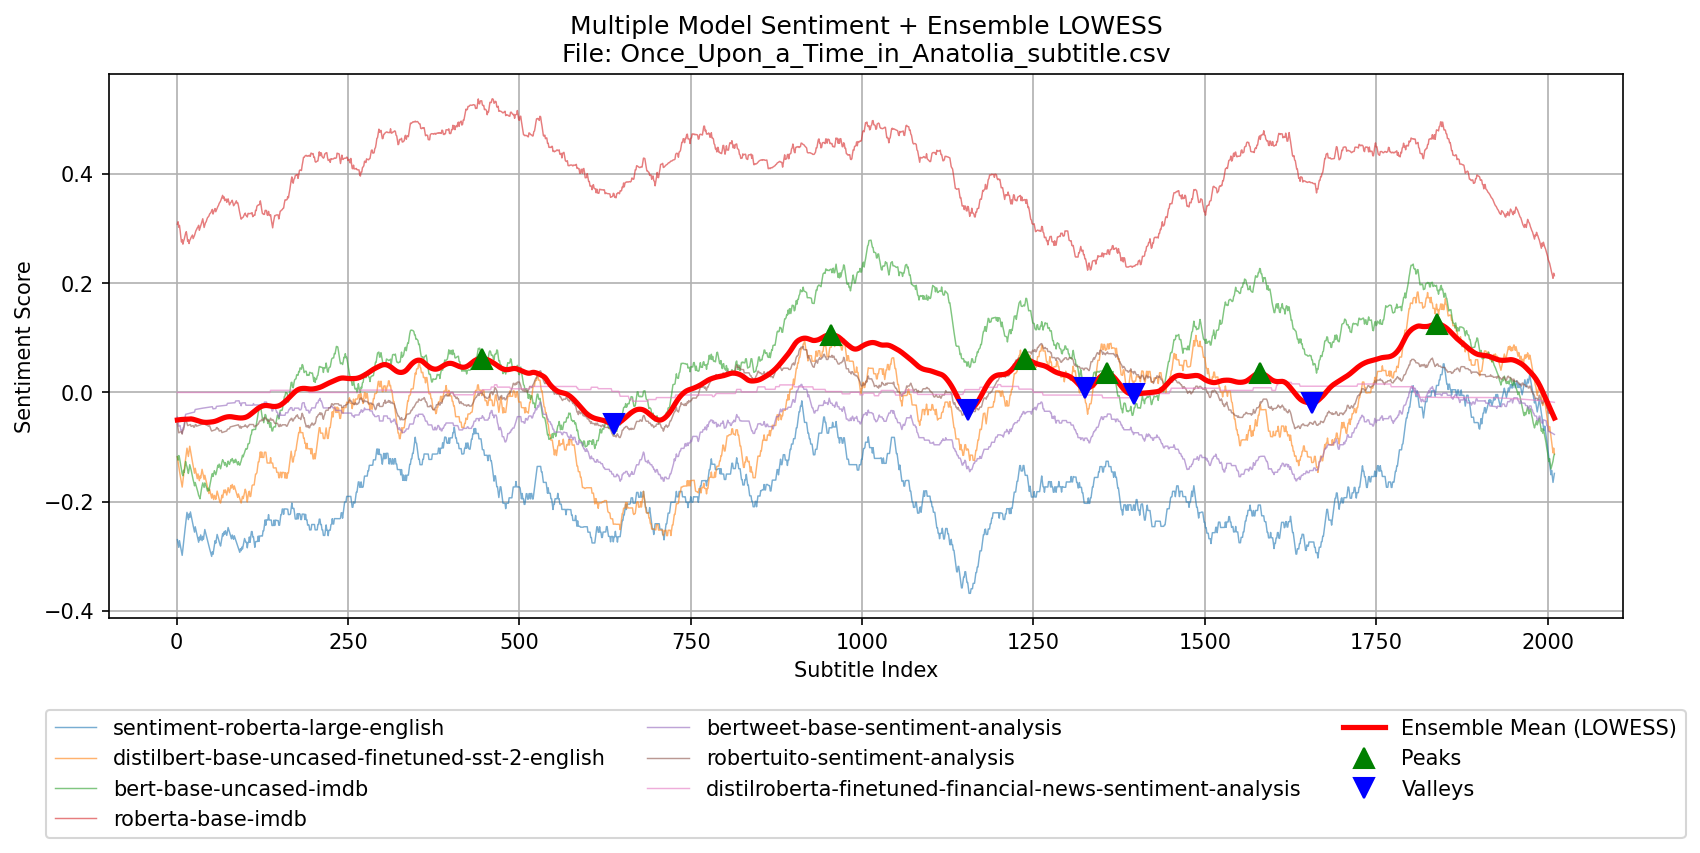 Multiple Model Sentiment + Ensemble LOWESS
File: Once_Upon_a_Time_in_Anatolia_subtitle.csv
Sentiment Score
0.4
0.2
0.0
−0.2
−0.4
0 250 500 750 1000 1250 1500 1750 2000
Subtitle Index
sentiment-roberta-large-english
distilbert-base-uncased-finetuned-sst-2-english
bert-base-uncased-imdb
roberta-base-imdb
bertweet-base-sentiment-analysis
robertuito-sentiment-analysis
distilroberta-finetuned-financial-news-sentiment-analysis
Ensemble Mean (LOWESS)
Peaks
Valleys